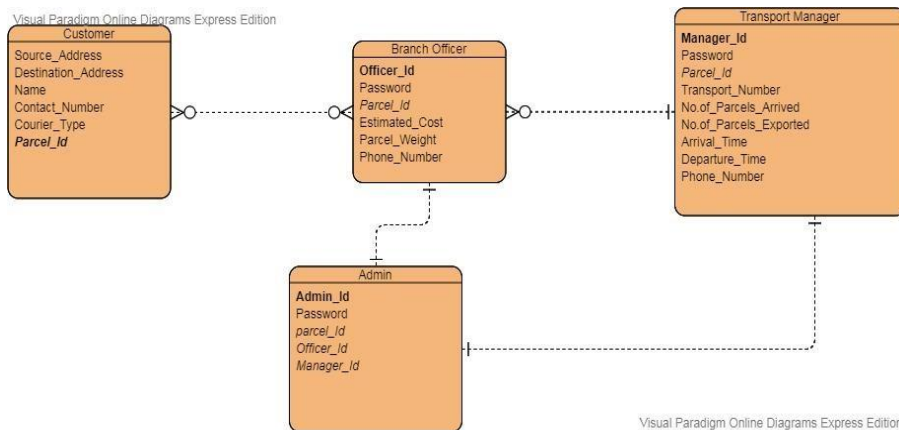 Visual Paradigm Online Diagrams Express Edition
Customer
Source_Address
Destination_Address
Name
Contact_Number
Courier_Type
Parcel_Id
Branch Officer
Officer_Id
Password
Parcel_Id
Estimated_Cost
Parcel_Weight
Phone_Number
Transport Manager
Manager_Id
Password
Parcel_Id
Transport_Number
No.of_Parcels_Arrived
No.of_Parcels_Exported
Arrival_Time
Departure_Time
Phone_Number
Admin
Admin_Id
Password
parcel_Id
Officer_Id
Manager_Id
Visual Paradigm Online Diagrams Express Edition